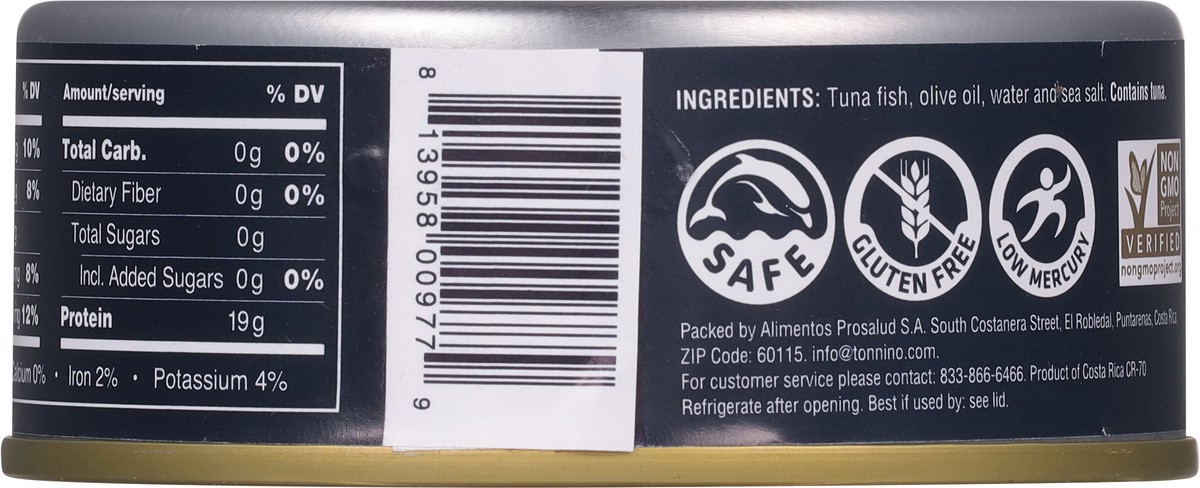 % DV
10%
8%
8%
12%
Calcium 0% • Iron 2% • Potassium 4%
Amount/serving % DV
Total Carb. 0g 0%
Dietary Fiber 0g 0%
Total Sugars 0g
Incl. Added Sugars 0g 0%
Protein 19g
8 13958 00977 9
INGREDIENTS: Tuna fish, olive oil, water and sea salt. Contains tuna.
SAFE
GLUTEN FREE
LOW MERCURY
NON
GMO
Project
VERIFIED
nongmoproject.org
Packed by Alimentos Prosalud S.A. South Costanera Street, El Robledal, Puntarenas, Costa Rica.
ZIP Code: 60115. info@tonnino.com.
For customer service please contact: 833-866-6466. Product of Costa Rica CR-70
Refrigerate after opening. Best if used by: see lid.